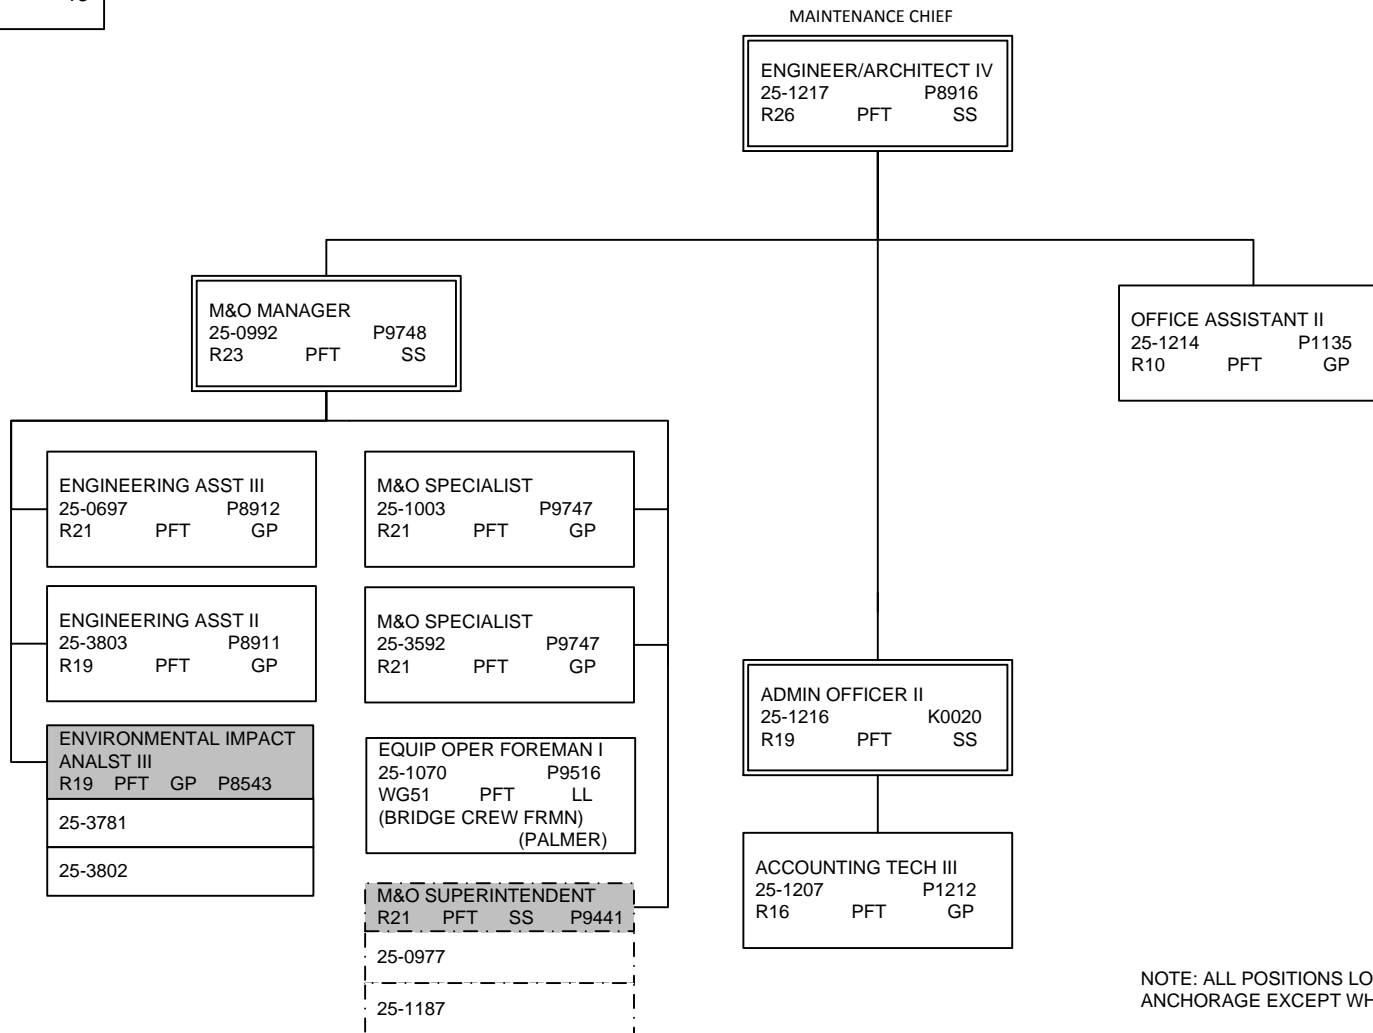 MAINTENANCE CHIEF
ENGINEER/ARCHITECT IV
25-1217 P8916
R26 PFT SS
M&O MANAGER
25-0992 P9748
R23 PFT SS
OFFICE ASSISTANT II
25-1214 P1135
R10 PFT GP
ENGINEERING ASST III
25-0697 P8912
R21 PFT GP
M&O SPECIALIST
25-1003 P9747
R21 PFT GP
ENGINEERING ASST II
25-3803 P8911
R19 PFT GP
M&O SPECIALIST
25-3592 P9747
R21 PFT GP
ENVIRONMENTAL IMPACT
ANALST III
R19 PFT GP P8543
25-3781
25-3802
EQUIP OPER FOREMAN I
25-1070 P9516
WG51 PFT LL
(BRIDGE CREW FRMN)
(PALMER)
M&O SUPERINTENDENT
R21 PFT SS P9441
25-0977
25-1187
ADMIN OFFICER II
25-1216 K0020
R19 PFT SS
ACCOUNTING TECH III
25-1207 P1212
R16 PFT GP
NOTE: ALL POSITIONS LO
ANCHORAGE EXCEPT WH